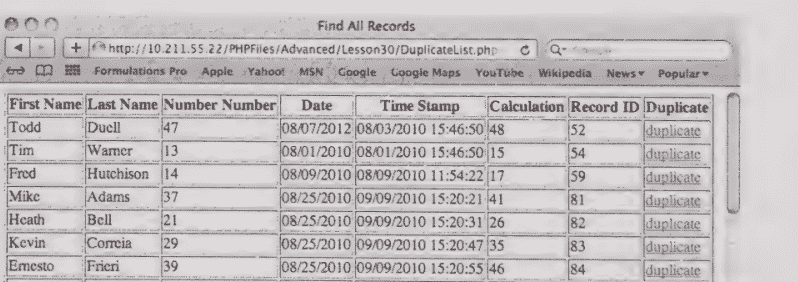 Find All Records
http://10.211.55.22/PHPFiles/Advanced/Lesson30/DuplicateList.php
Formulations Pro Apple Yahoo! MSN Google Google Maps YouTube Wikipedia News Popular
First Name Last Name Number Number Date Time Stamp Calculation Record ID Duplicate
Todd Duell 47 08/07/2012 08/03/2010 15:46:50 48 52 duplicate
Tim Warner 13 08/01/2010 08/01/2010 15:46:50 15 54 duplicate
Fred Hutchison 14 08/09/2010 08/09/2010 11:54:22 17 59 duplicate
Mike Adams 37 08/25/2010 09/09/2010 15:20:21 41 81 duplicate
Heath Bell 21 08/25/2010 09/09/2010 15:20:31 26 82 duplicate
Kevin Correia 29 08/25/2010 09/09/2010 15:20:47 35 83 duplicate
Ernesto Frieri 39 08/25/2010 09/09/2010 15:20:55 46 84 duplicate